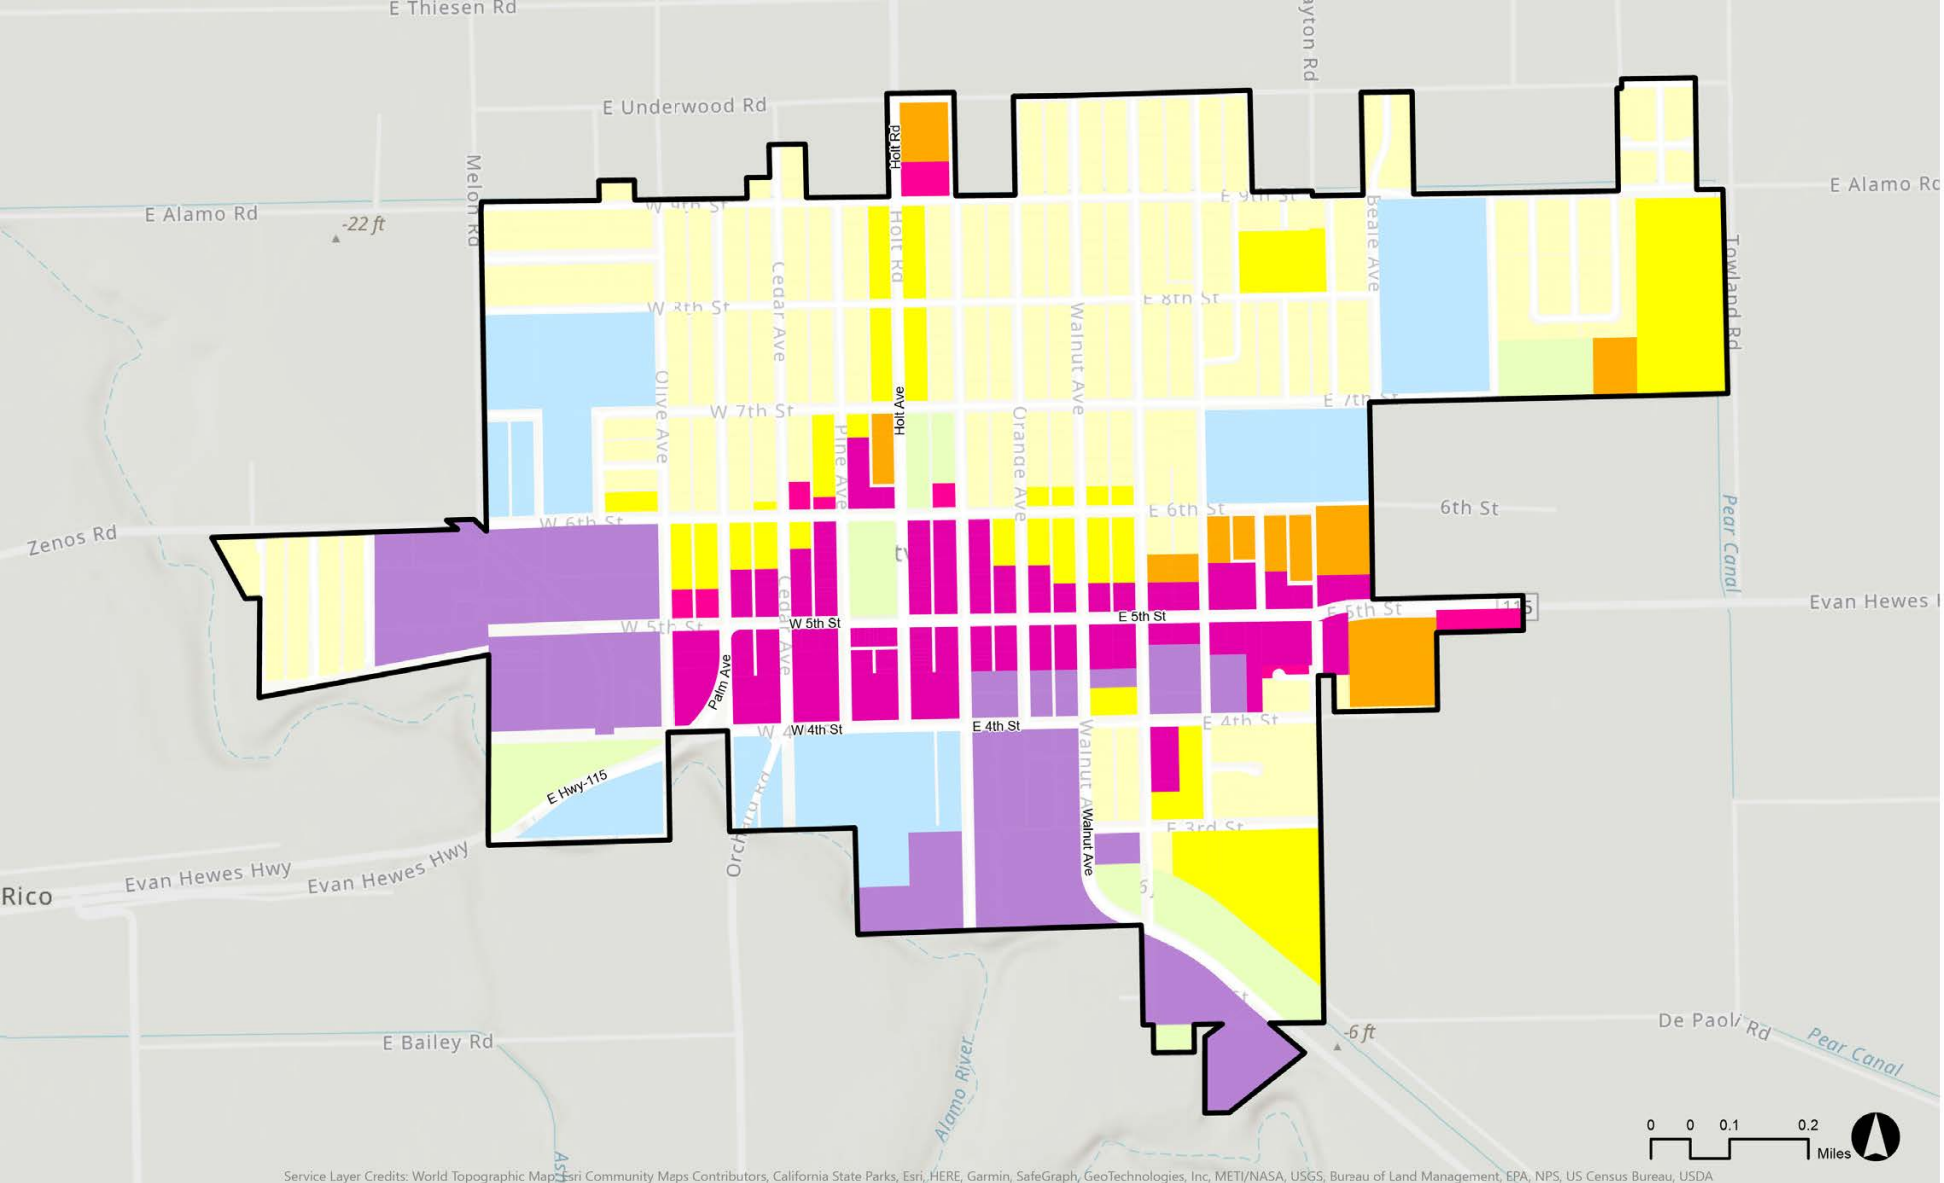 E Thiesen Rd
E Underwood Rd
Holt Rd
Melon Rd
E Alamo Rd
E Alamo Rd
-22 ft
W 9th St
E 9th St
Holt Rd
Beale Ave
Cedar Ave
Towland Rd
W 8th St
E 8th St
Walnut Ave
Olive Ave
W 7th St
Holt Ave
E 7th St
Pine Ave
Orange Ave
W 6th St
E 6th St
6th St
Zenos Rd
Pear Canal
115
Cedar Ave
W 5th St
W 5th St
E 5th St
E 5th St
Evan Hewes H
Palm Ave
W 4
W 4th St
E 4th St
E 4th St
Walnut A
E Hwy-115
Orchard Rd
Walnut Ave
E 3rd St
Rico
Evan Hewes Hwy
Evan Hewes Hwy
E Bailey Rd
Alamo River
-6 ft
De Paoli Rd
Pear Canal
0 0 0.1 0.2
Miles
Service Layer Credits: World Topographic Map: Esri Community Maps Contributors, California State Parks, Esri, HERE, Garmin, SafeGraph, GeoTechnologies, Inc, METI/NASA, USGS, Bureau of Land Management, EPA, NPS, US Census Bureau, USDA